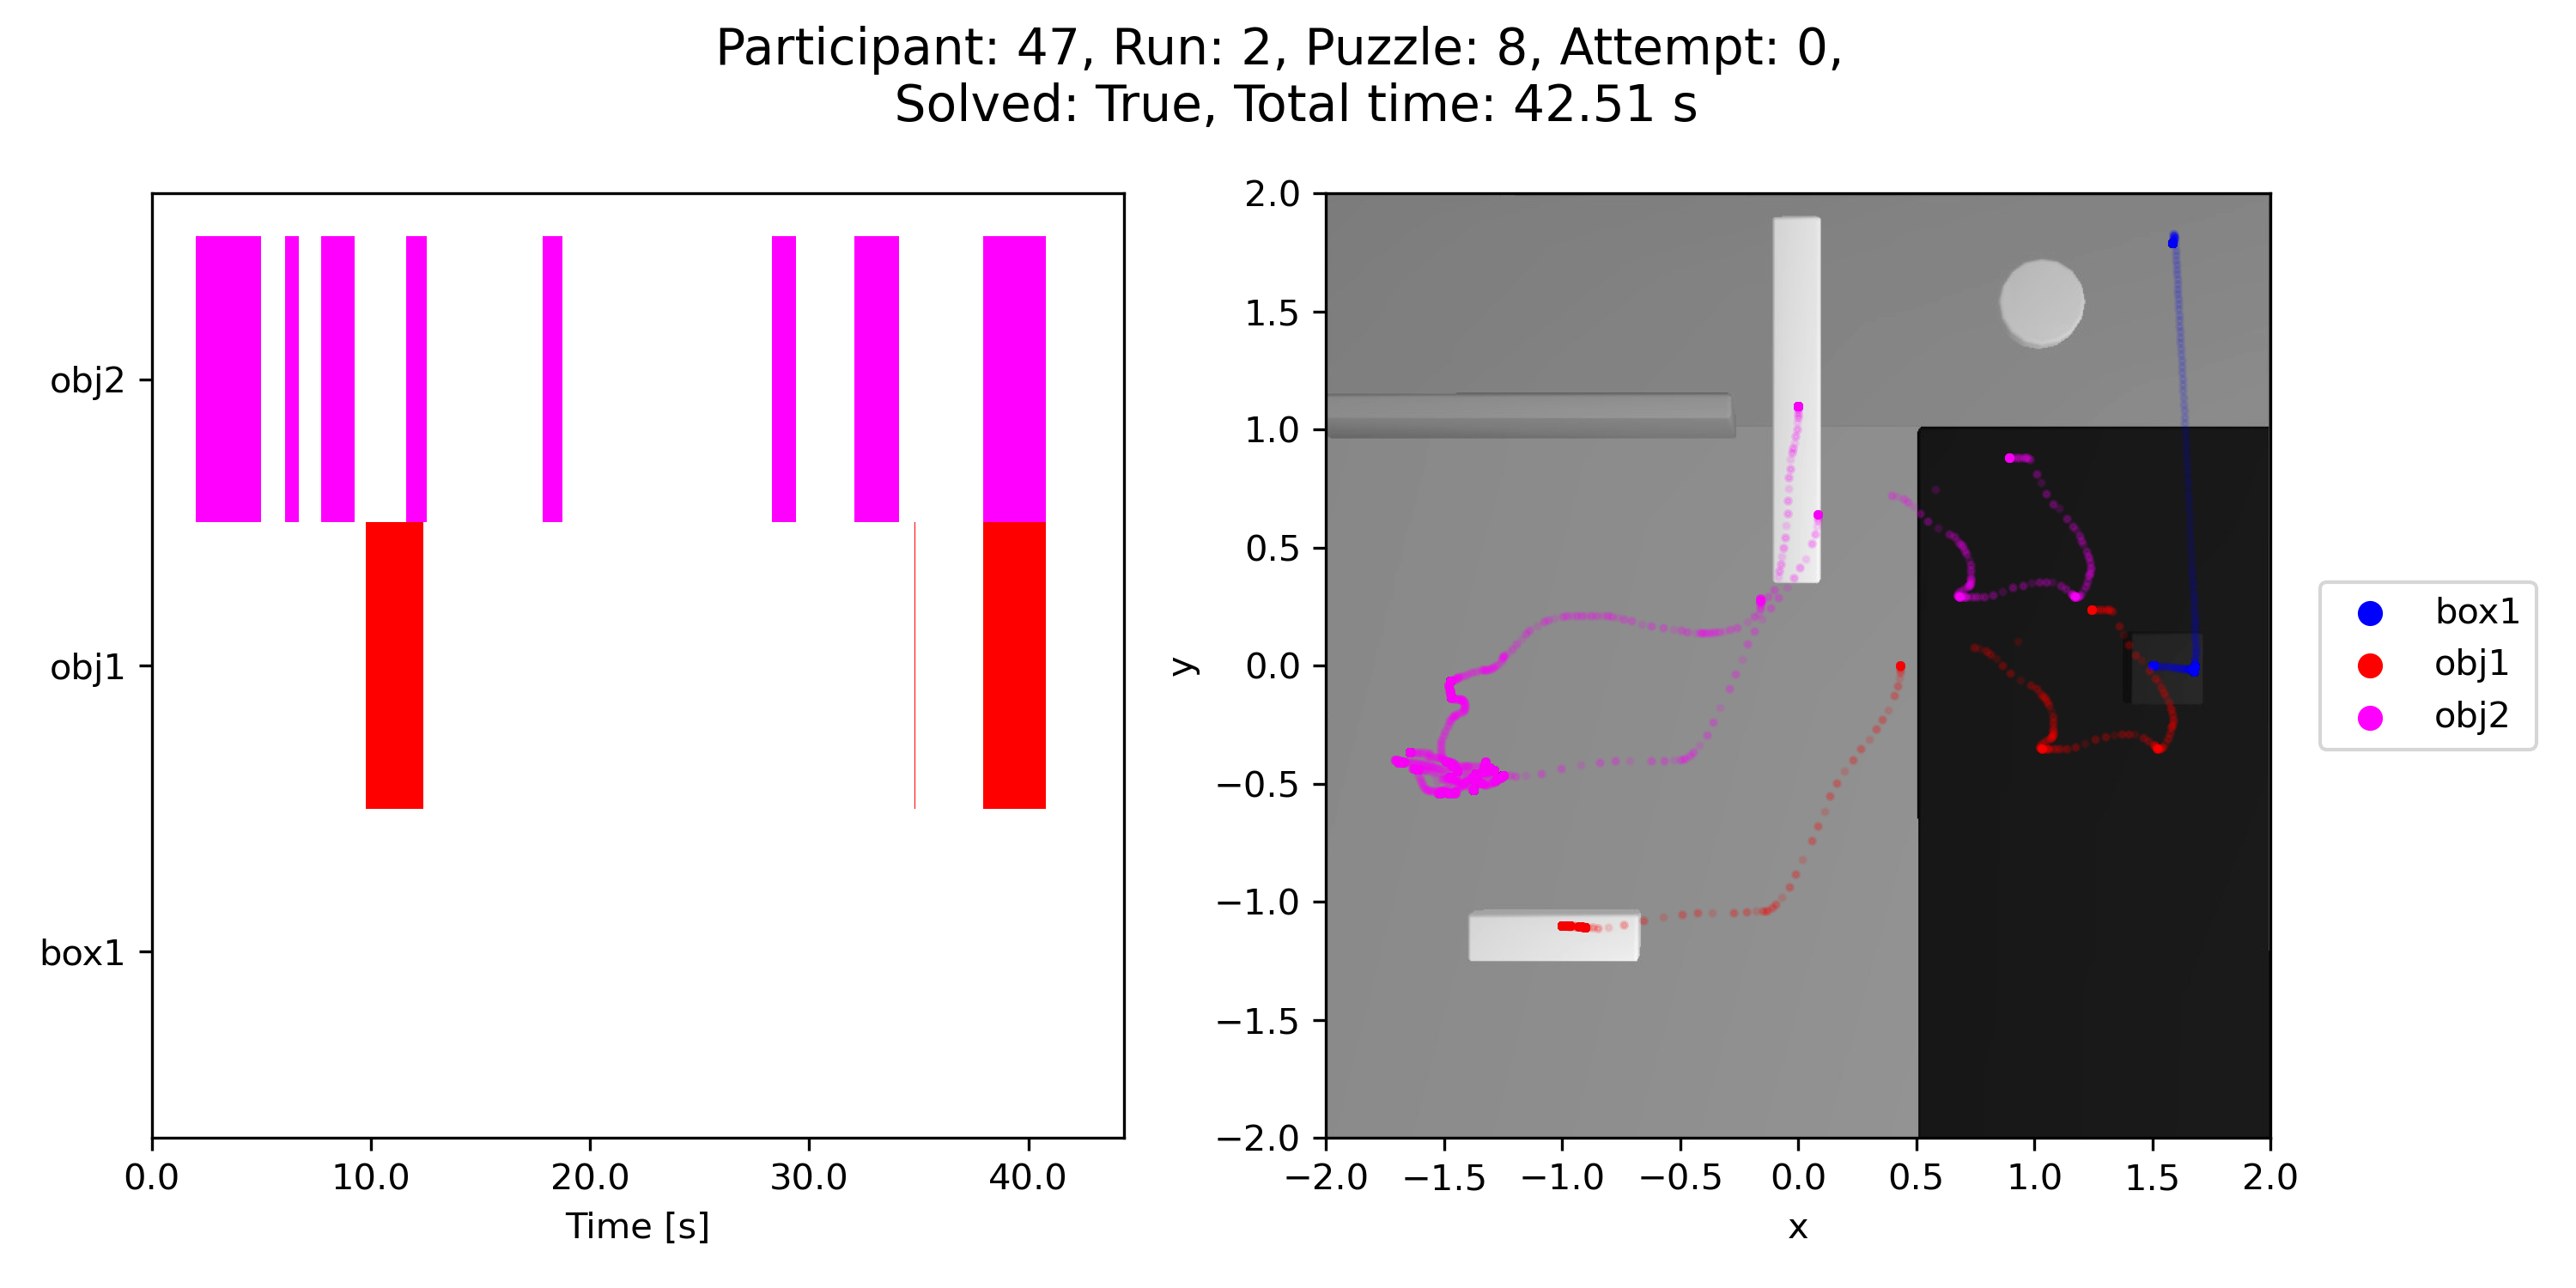 Participant: 47, Run: 2, Puzzle: 8, Attempt: 0,
Solved: True, Total time: 42.51 s
obj2
obj1
box1
0.0 10.0 20.0 30.0 40.0
Time [s]
2.0
1.5
1.0
0.5
0.0
−0.5
−1.0
−1.5
−2.0
y
−2.0 −1.5 −1.0 −0.5 0.0 0.5 1.0 1.5 2.0
x
box1
obj1
obj2